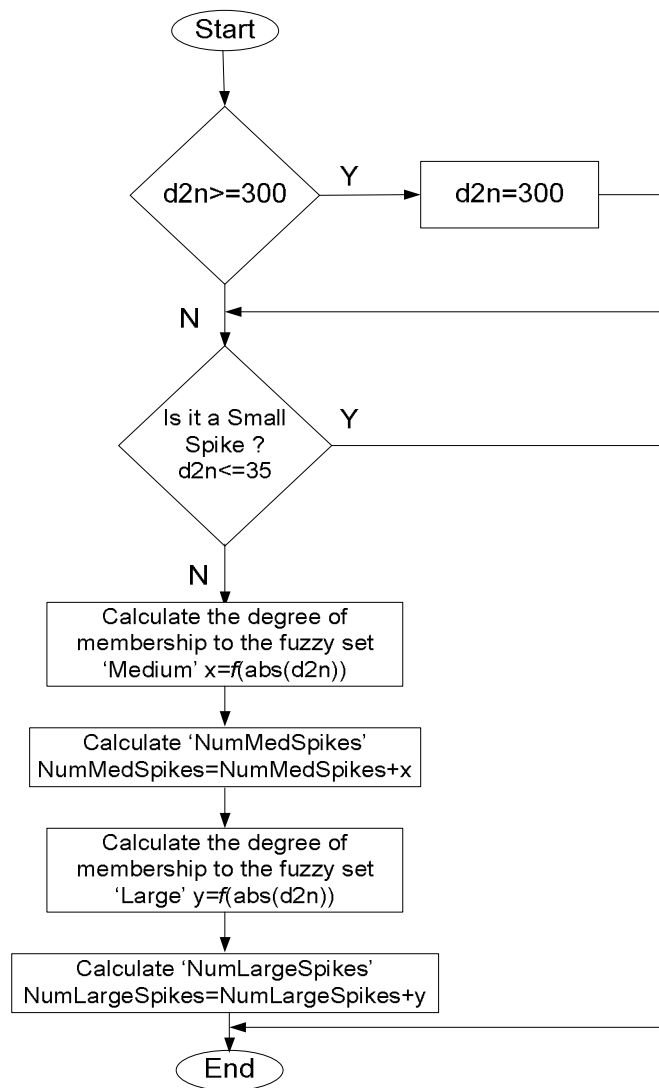 Start
d2n>=300
Y
d2n=300
N
Is it a Small
Spike ?
d2n<=35
Y
N
Calculate the degree of
membership to the fuzzy set
‘Medium’ x=f(abs(d2n))
Calculate ‘NumMedSpikes’
NumMedSpikes=NumMedSpikes+x
Calculate the degree of
membership to the fuzzy set
‘Large’ y=f(abs(d2n))
Calculate ‘NumLargeSpikes’
NumLargeSpikes=NumLargeSpikes+y
End